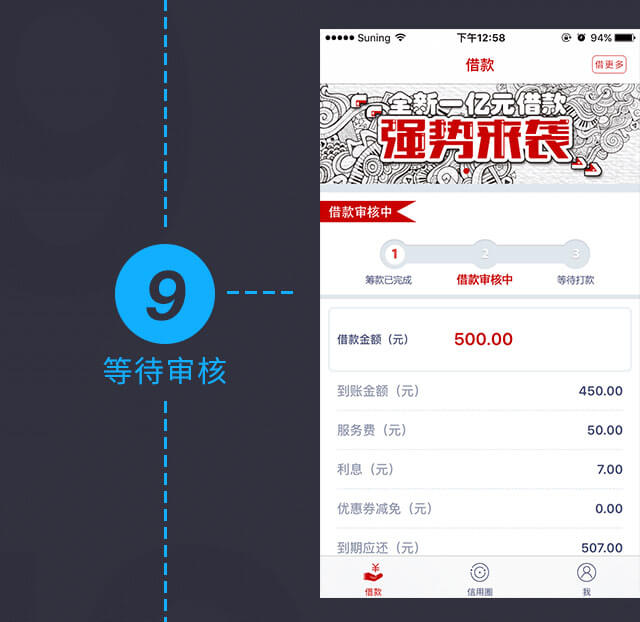 ●●●●● Suning 下午12:58 94%
借款
借更多
全新一亿元借款
强势来袭
借款审核中
1 2 3
筹款已完成 借款审核中 等待打款
9
等待审核
借款金额（元） 500.00
到账金额（元） 450.00
服务费（元） 50.00
利息（元） 7.00
优惠券减免（元） 0.00
到期应还（元） 507.00
¥
借款 信用圈 我